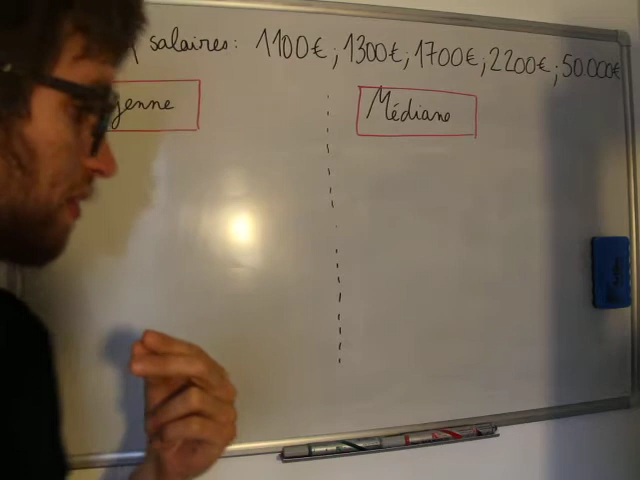 salaires: 1100€; 1300€; 1700€; 2200€; 50.000€
yenne
Médiane